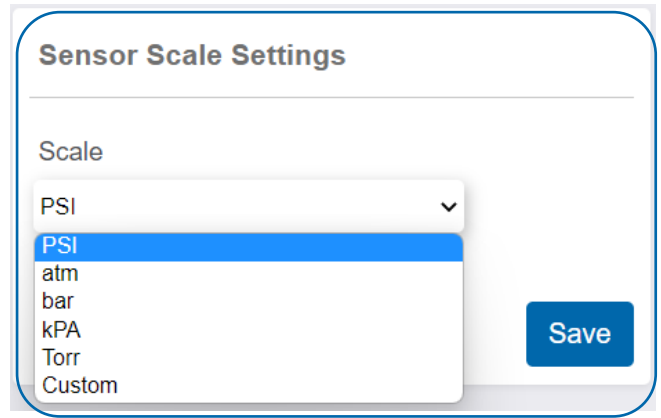 Sensor Scale Settings
Scale
PSI
PSI
atm
bar
kPA
Torr
Custom
Save